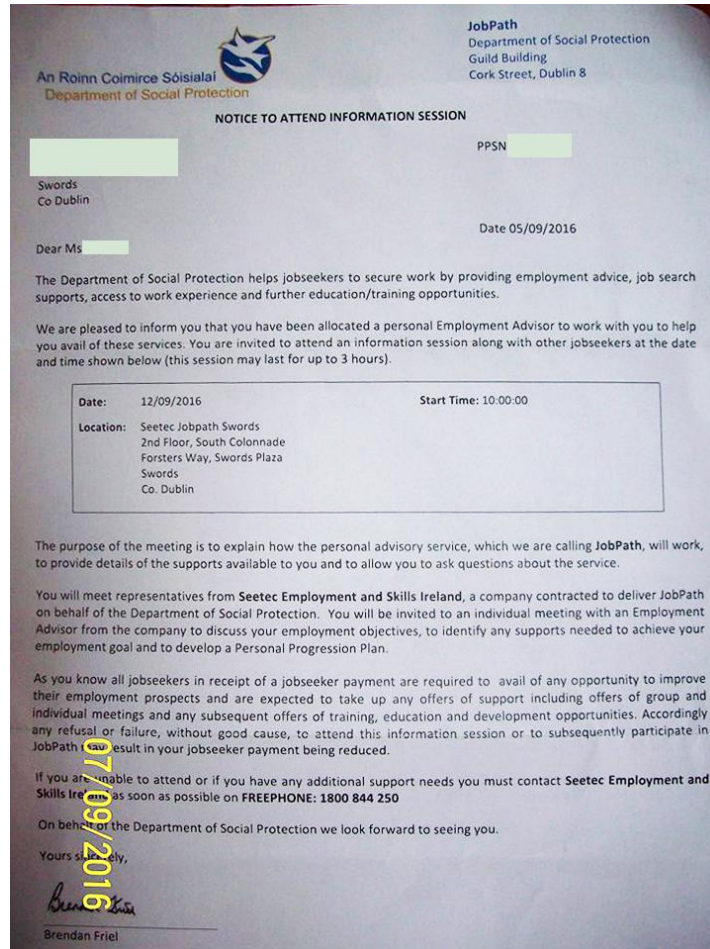 JobPath
Department of Social Protection
Guild Building
Cork Street, Dublin 8
An Roinn Coimirce Sóisialaí
Department of Social Protection
NOTICE TO ATTEND INFORMATION SESSION
PPSN
Swords
Co Dublin
Date 05/09/2016
Dear Ms
The Department of Social Protection helps jobseekers to secure work by providing employment advice, job search
supports, access to work experience and further education/training opportunities.
We are pleased to inform you that you have been allocated a personal Employment Advisor to work with you to help
you avail of these services. You are invited to attend an information session along with other jobseekers at the date
and time shown below (this session may last for up to 3 hours).
Date: 12/09/2016 Start Time: 10:00:00
Location: Seetec Jobpath Swords
2nd Floor, South Colonnade
Forsters Way, Swords Plaza
Swords
Co. Dublin
The purpose of the meeting is to explain how the personal advisory service, which we are calling JobPath, will work,
to provide details of the supports available to you and to allow you to ask questions about the service.
You will meet representatives from Seetec Employment and Skills Ireland, a company contracted to deliver JobPath
on behalf of the Department of Social Protection. You will be invited to an individual meeting with an Employment
Advisor from the company to discuss your employment objectives, to identify any supports needed to achieve your
employment goal and to develop a Personal Progression Plan.
As you know all jobseekers in receipt of a jobseeker payment are required to avail of any opportunity to improve
their employment prospects and are expected to take up any offers of support including offers of group and
individual meetings and any subsequent offers of training, education and development opportunities. Accordingly
any refusal or failure, without good cause, to attend this information session or to subsequently participate in
JobPath may result in your jobseeker payment being reduced.
If you are unable to attend or if you have any additional support needs you must contact Seetec Employment and
Skills Ireland as soon as possible on FREEPHONE: 1800 844 250
On behalf of the Department of Social Protection we look forward to seeing you.
Yours sincerely,
Brendan Friel
07/09/2016